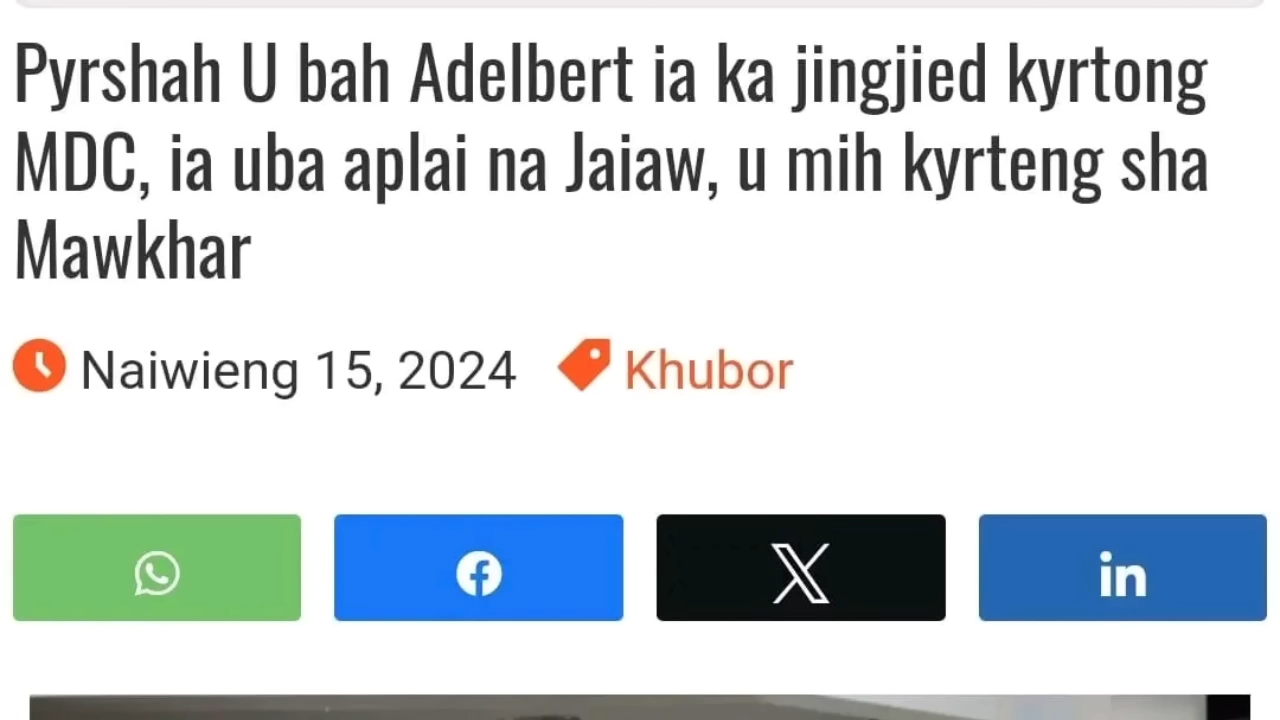 Pyrshah U bah Adelbert ia ka jingjied kyrtong
MDC, ia uba aplai na Jaiaw, u mih kyrteng sha
Mawkhar
Naiwieng 15, 2024 Khubor